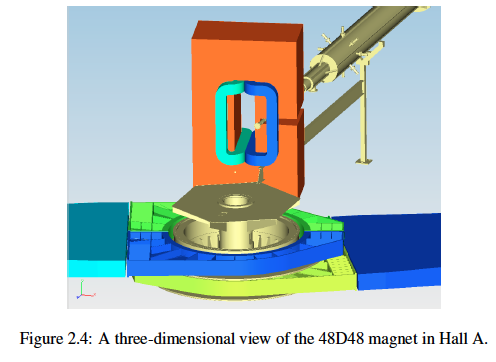 Figure 2.4: A three-dimensional view of the 48D48 magnet in Hall A.